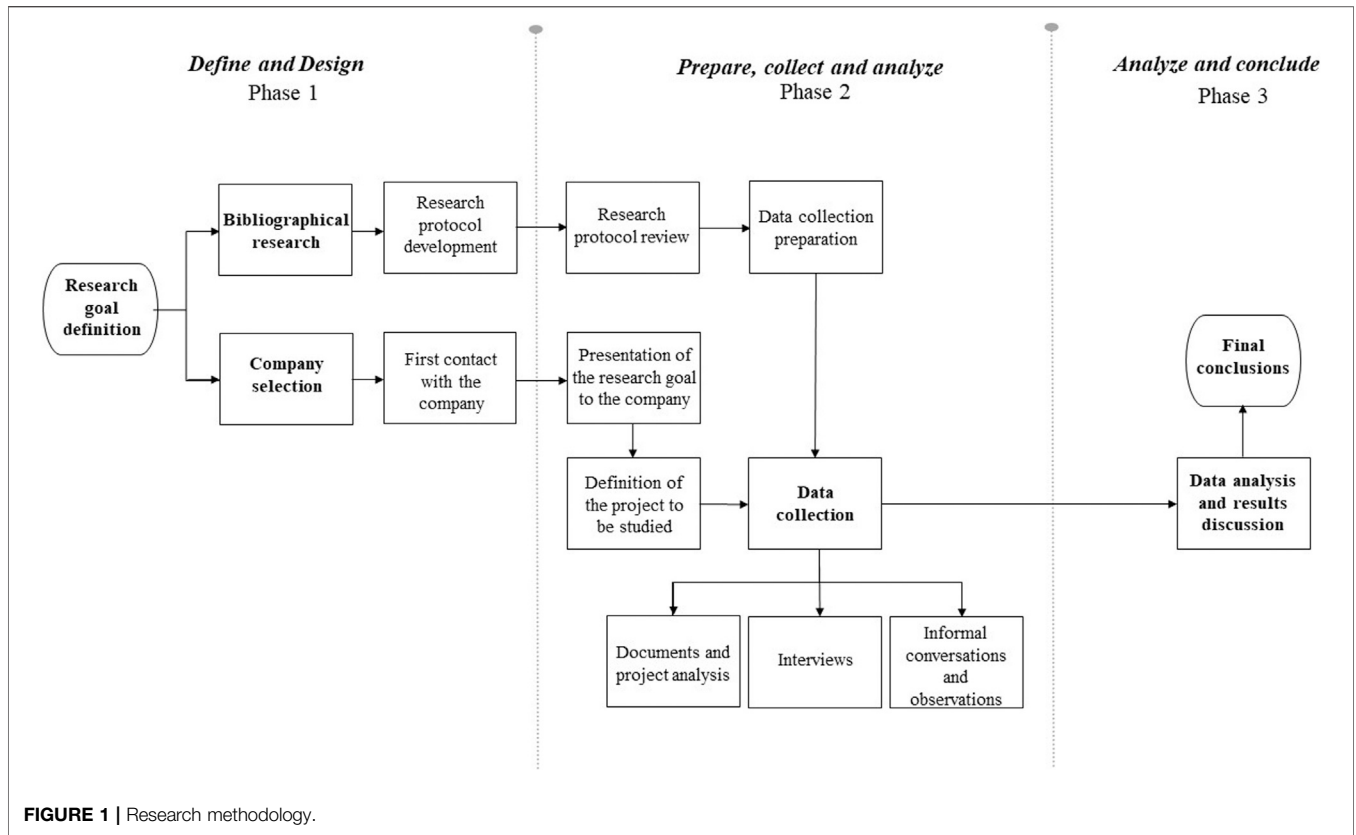 Define and Design
Phase 1
Prepare, collect and analyze
Phase 2
Analyze and conclude
Phase 3
Research
goal
definition
Bibliographical
research
Research
protocol
development
Research
protocol review
Data collection
preparation
Company
selection
First contact
with the
company
Presentation of
the research goal
to the company
Definition of
the project to
be studied
Data
collection
Documents and
project analysis
Interviews
Informal
conversations
and
observations
Data analysis
and results
discussion
Final
conclusions
FIGURE 1 | Research methodology.